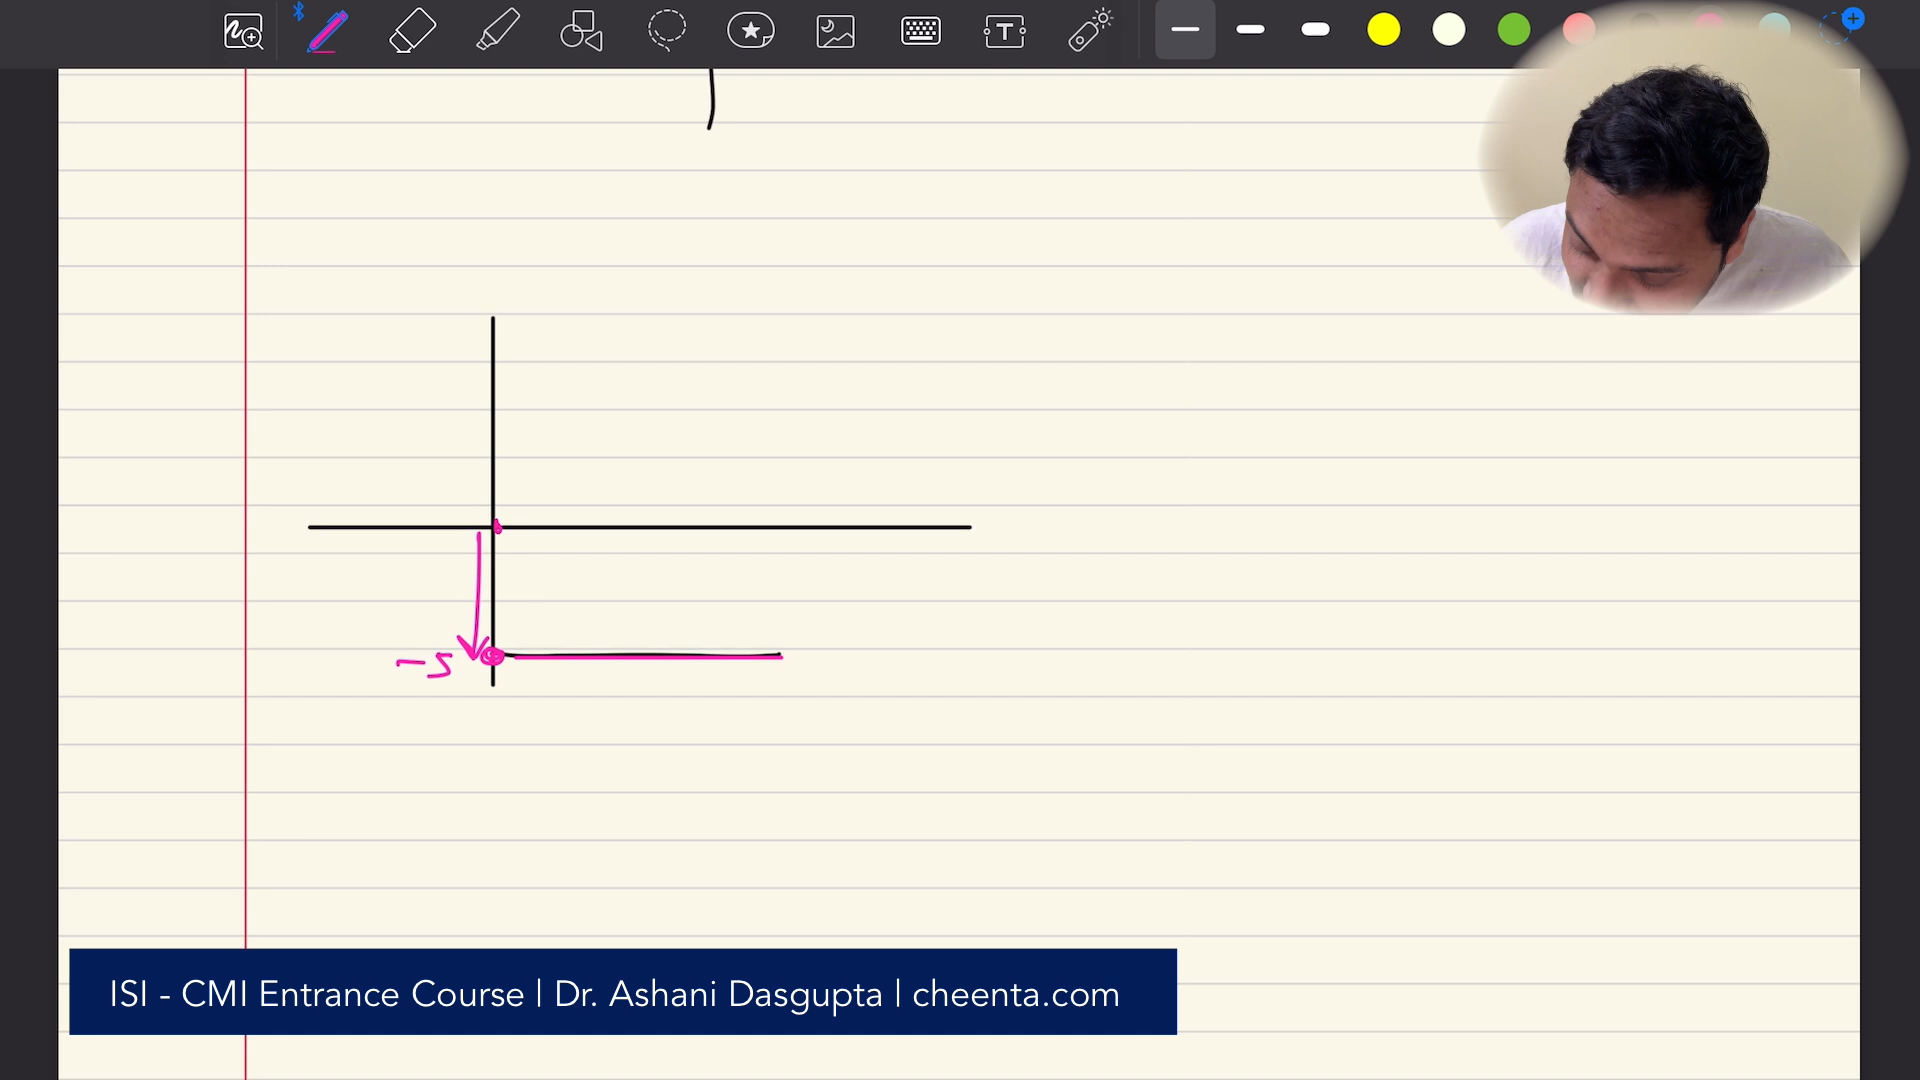 T
-5
ISI - CMI Entrance Course | Dr. Ashani Dasgupta | cheenta.com